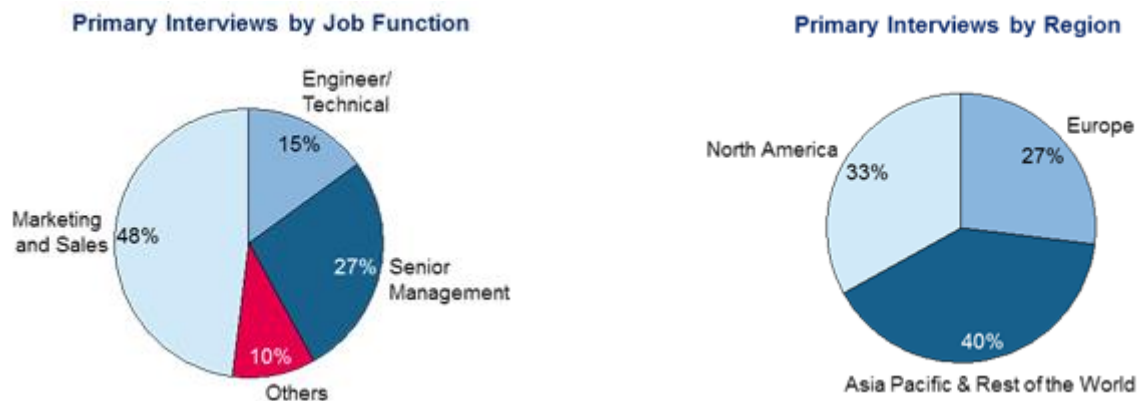 Primary Interviews by Job Function
Engineer/
Technical
15%
Marketing
and Sales
48%
27%
Senior
Management
10%
Others
Primary Interviews by Region
North America
33%
Europe
27%
40%
Asia Pacific & Rest of the World